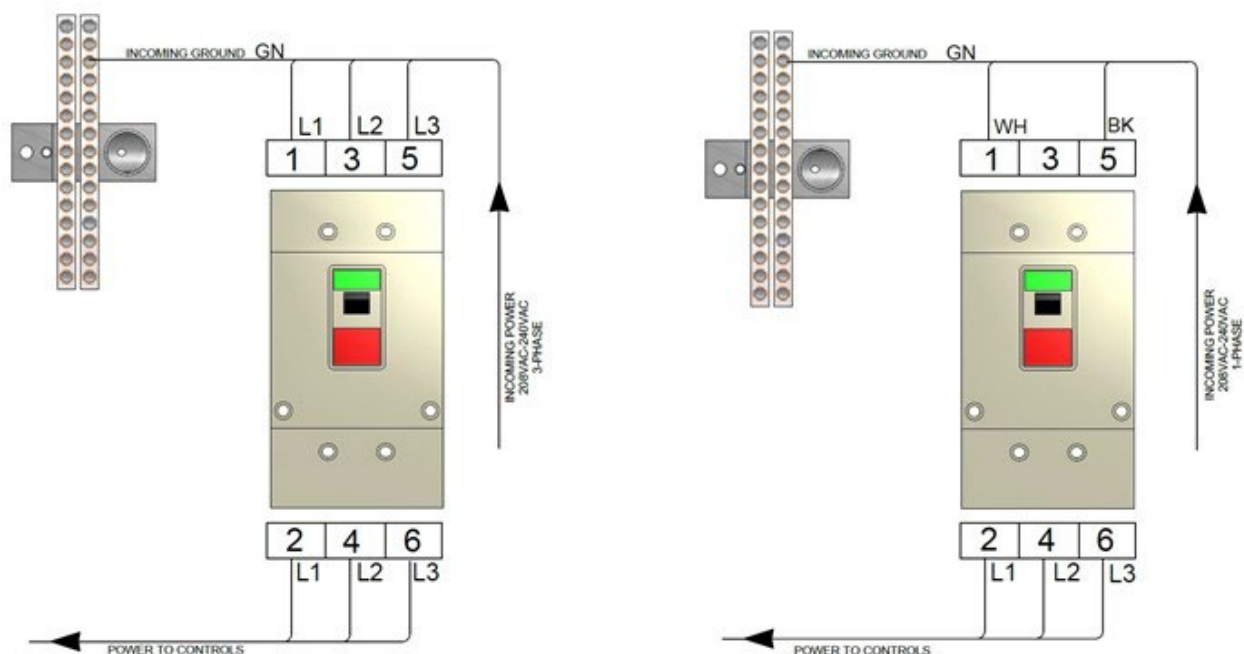 INCOMING GROUND GN
L1 L2 L3
1 3 5
INCOMING POWER
208VAC-240VAC
3-PHASE
2 4 6
L1 L2 L3
POWER TO CONTROLS
INCOMING GROUND GN
WH BK
1 3 5
INCOMING POWER
208VAC-240VAC
1-PHASE
2 4 6
L1 L2 L3
POWER TO CONTROLS